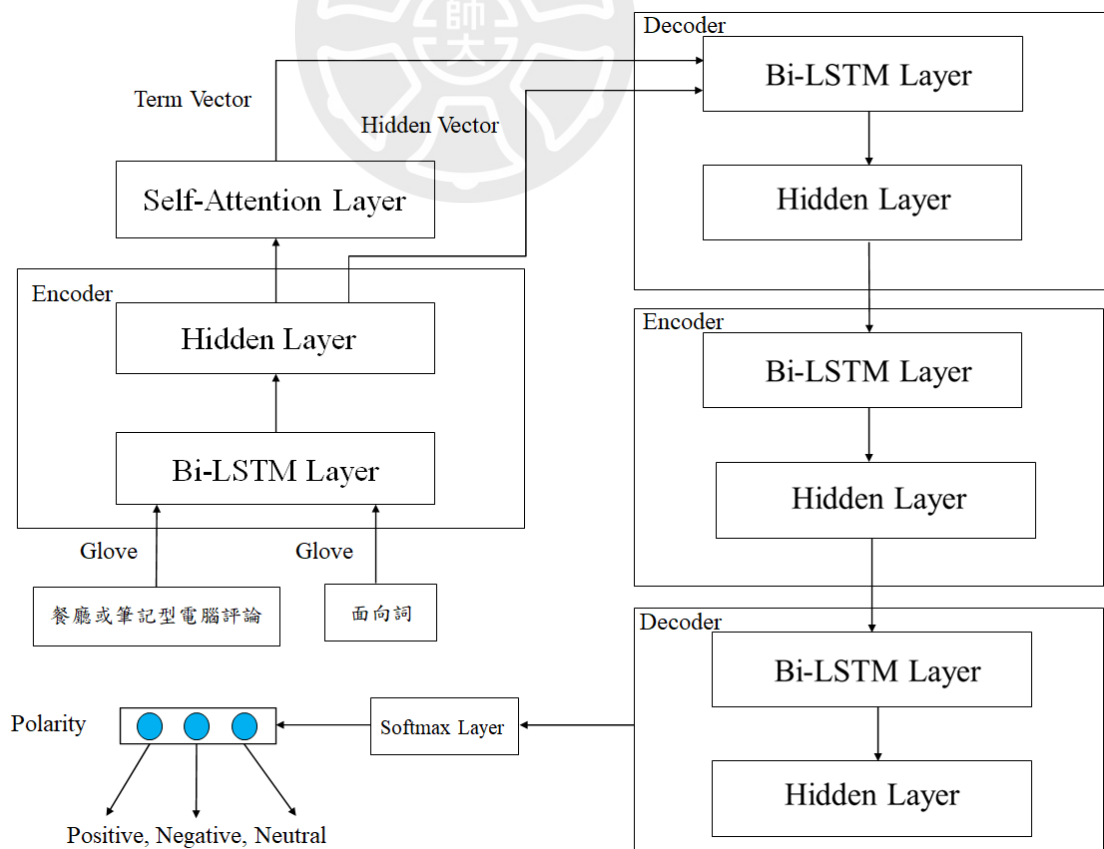 師
大
Decoder
Bi-LSTM Layer
Hidden Layer
Term Vector
Hidden Vector
Self-Attention Layer
Encoder
Hidden Layer
Bi-LSTM Layer
Glove
Glove
餐廳或筆記型電腦評論
面向詞
Encoder
Bi-LSTM Layer
Hidden Layer
Decoder
Bi-LSTM Layer
Hidden Layer
Softmax Layer
Polarity
Positive, Negative, Neutral